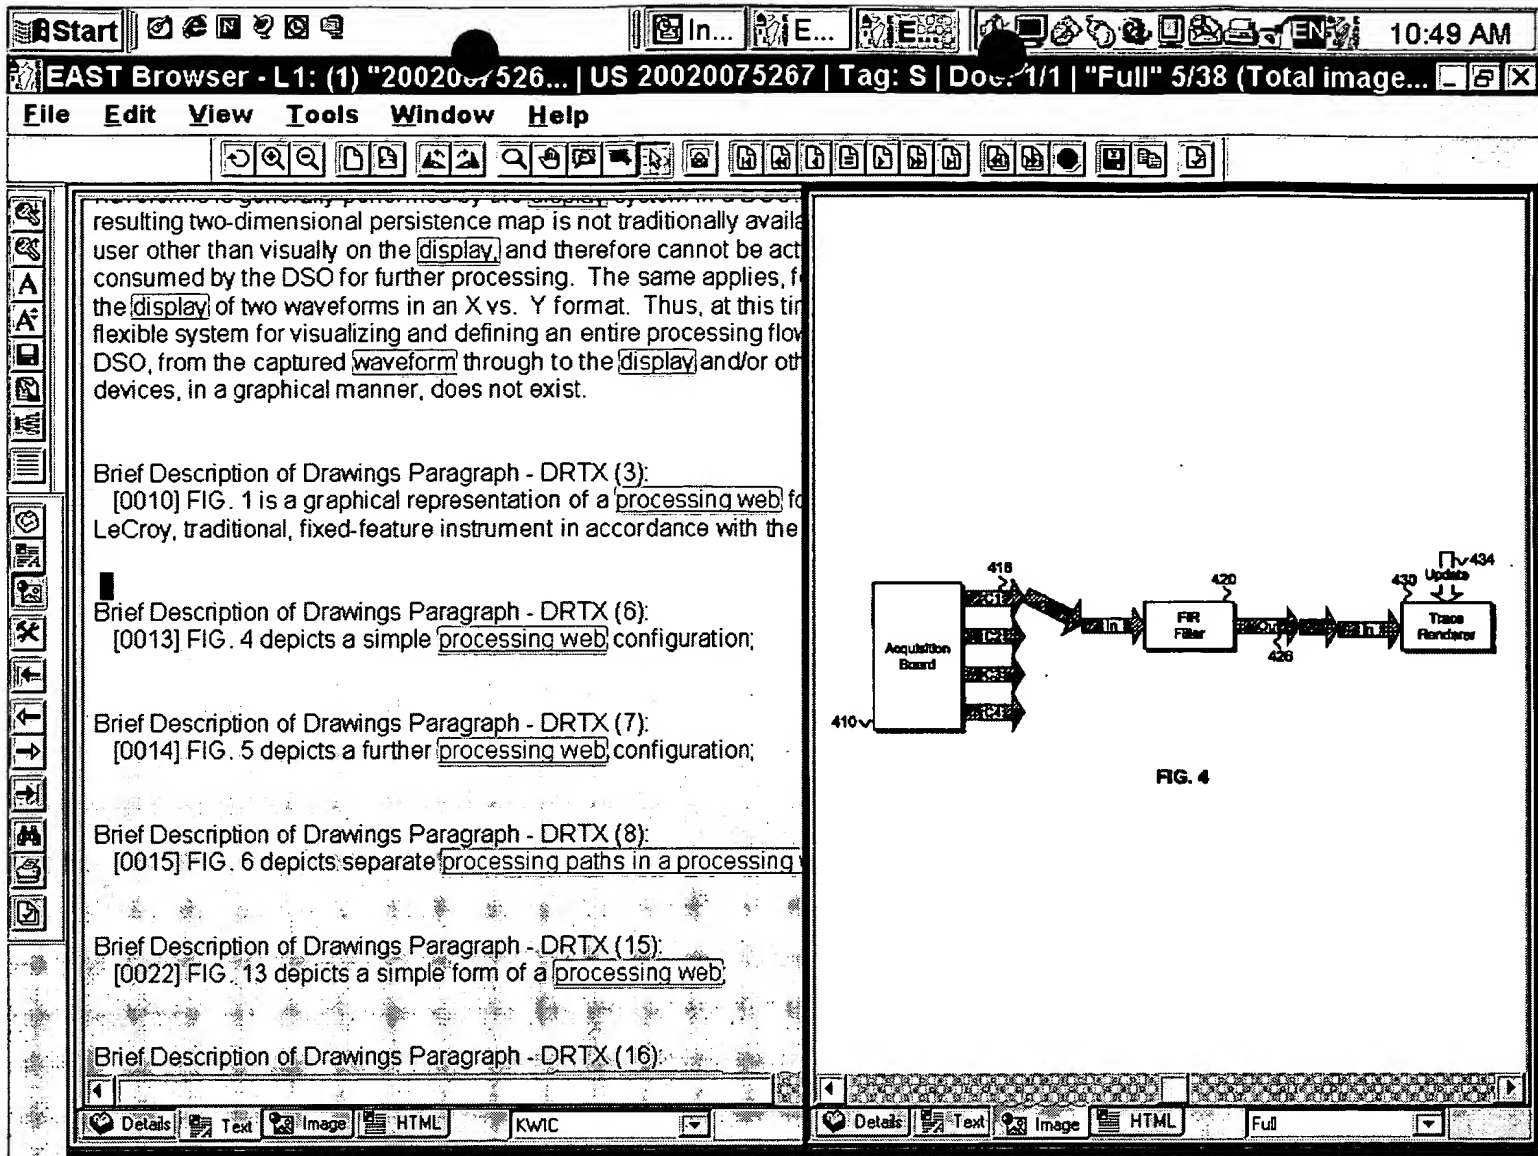 Start
In...
E...
E
EN
10:49 AM
EAST Browser - L1: (1) "2002007526... | US 20020075267 | Tag: S | Doc: 1/1 | "Full" 5/38 (Total image...
File Edit View Tools Window Help
resulting two-dimensional persistence map is not traditionally availa
user other than visually on the display, and therefore cannot be act
consumed by the DSO for further processing. The same applies, f
the display of two waveforms in an X vs. Y format. Thus, at this tim
flexible system for visualizing and defining an entire processing flow
DSO, from the captured waveform through to the display and/or oth
devices, in a graphical manner, does not exist.
Brief Description of Drawings Paragraph - DRTX (3):
[0010] FIG. 1 is a graphical representation of a processing web fo
LeCroy, traditional, fixed-feature instrument in accordance with the
Brief Description of Drawings Paragraph - DRTX (6):
[0013] FIG. 4 depicts a simple processing web configuration;
Brief Description of Drawings Paragraph - DRTX (7):
[0014] FIG. 5 depicts a further processing web configuration;
Brief Description of Drawings Paragraph - DRTX (8):
[0015] FIG. 6 depicts separate processing paths in a processing
Brief Description of Drawings Paragraph - DRTX (15):
[0022] FIG. 13 depicts a simple form of a processing web;
Brief Description of Drawings Paragraph - DRTX (16):
Details Text Image HTML KWIC
416
420
430
434
Update
C1
C2
C3
C4
In
FIR
Filter
Out
In
Trace
Renderer
426
Acquisition
Board
410
FIG. 4
Details Text Image HTML Full